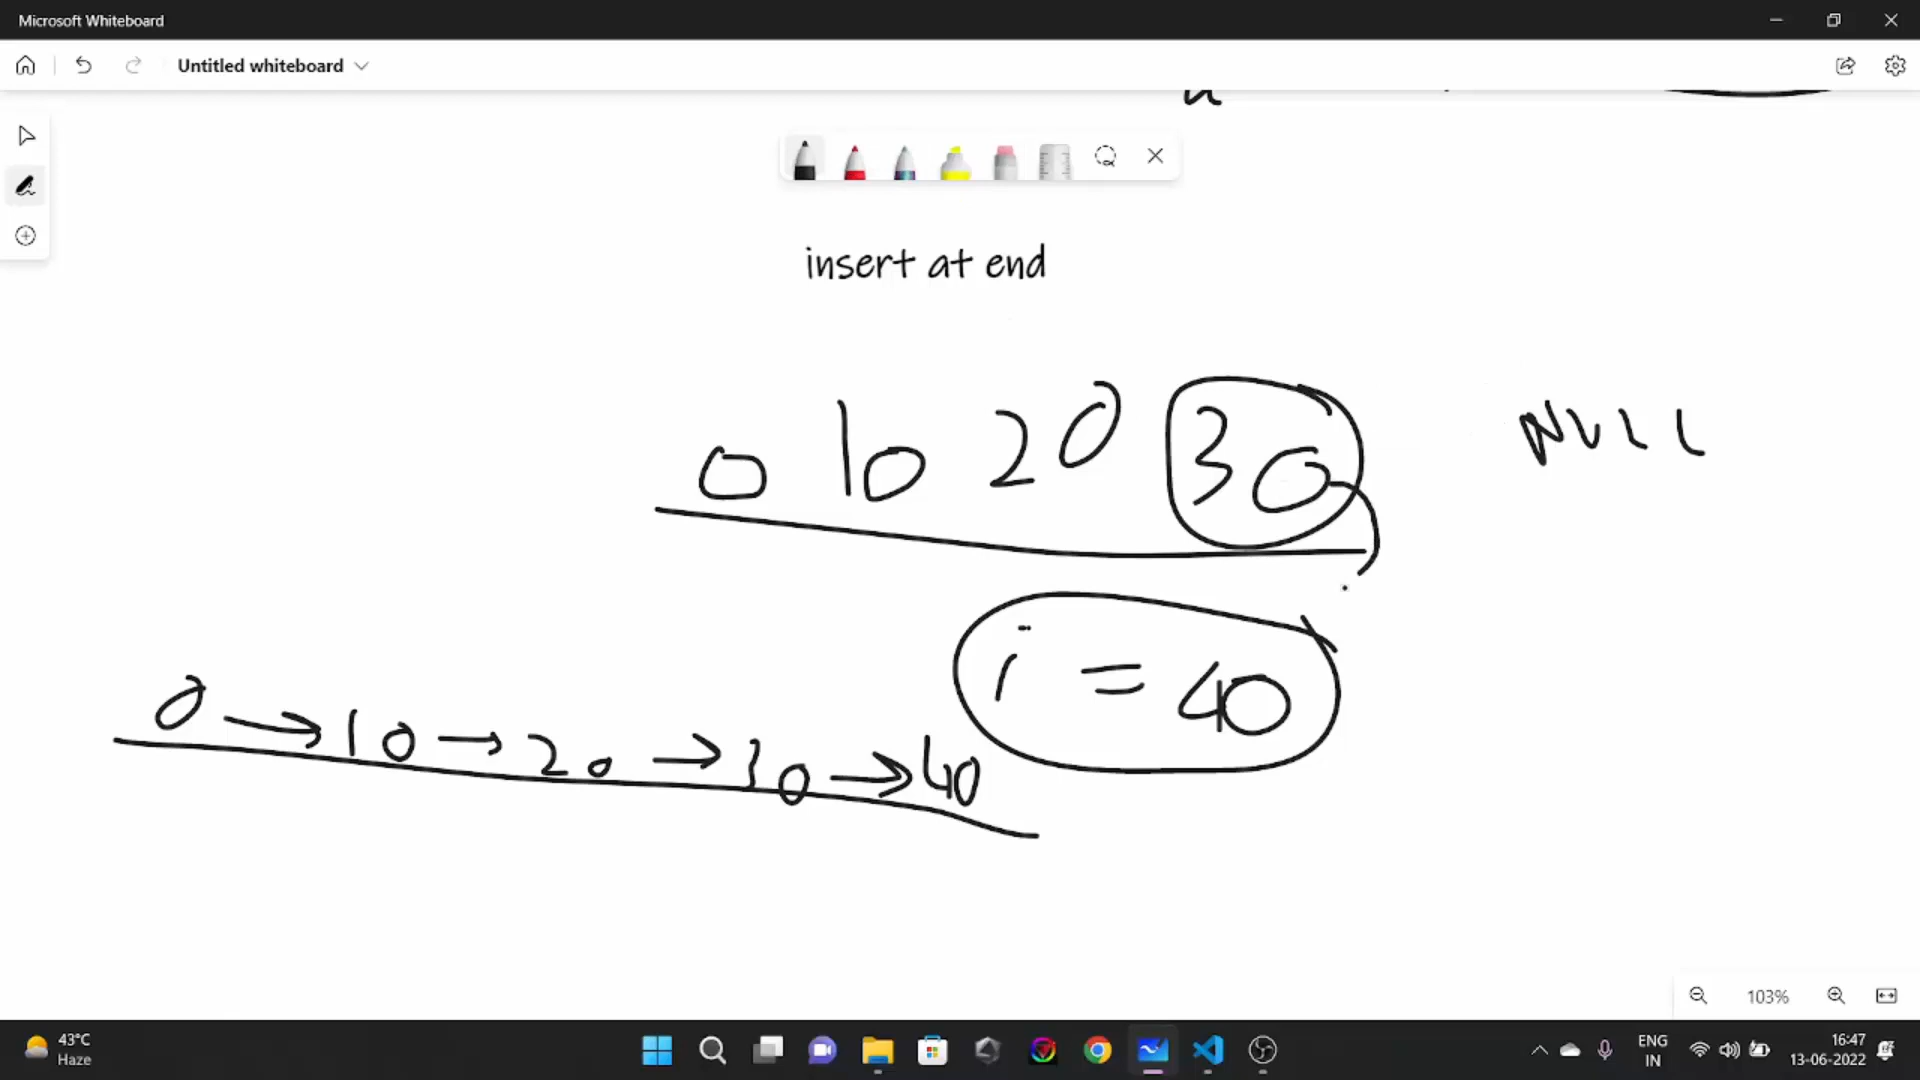 Microsoft Whiteboard
Untitled whiteboard
insert at end
0 10 20 30 NULL
i = 40
0 → 10 → 20 → 30 → 40
103%
43°C
Haze
ENG
IN
16:47
13-06-2022